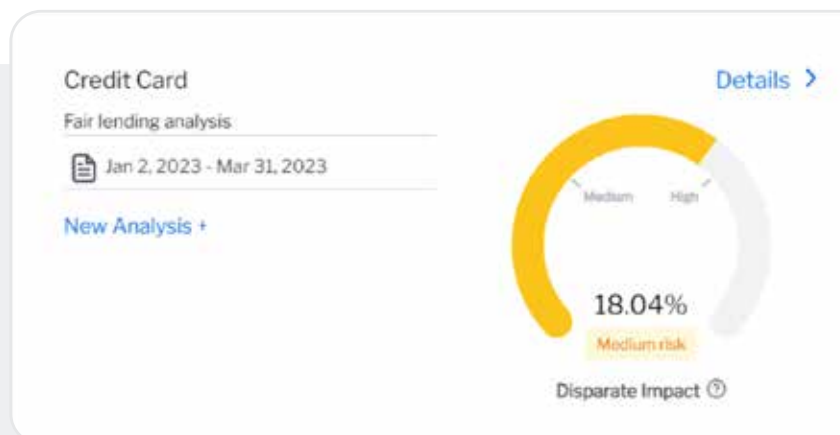 Credit Card
Details >
Fair lending analysis
Jan 2, 2023 - Mar 31, 2023
New Analysis +
Medium
High
18.04%
Medium risk
Disparate Impact ?